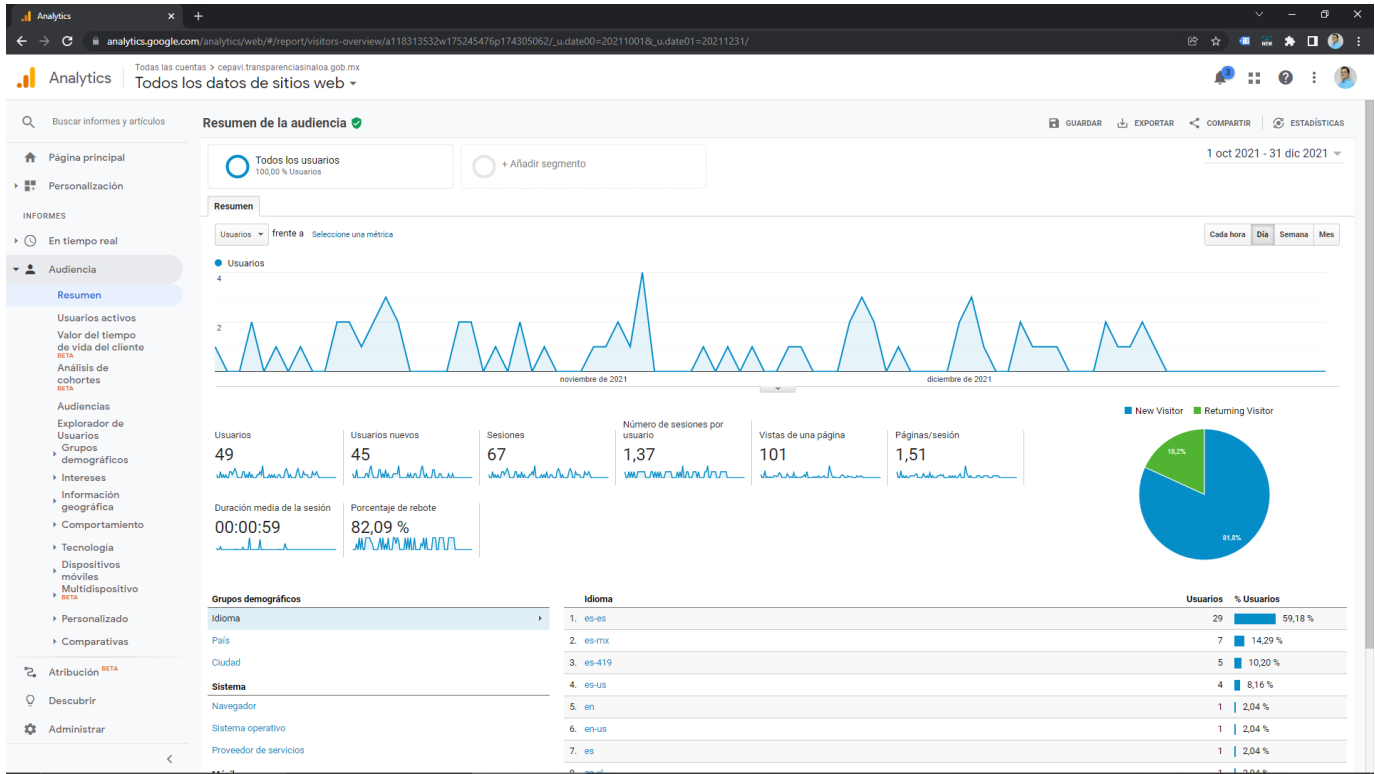 Analytics
analytics.google.com/analytics/web/#/report/visitors-overview/a118313532w175245476p174305062/_u.date00=20211001&_u.date01=20211231/
NEW
Analytics
Todas las cuentas > cepavi.transparenciasinaloa.gob.mx
Todos los datos de sitios web
3
Buscar informes y artículos
Página principal
Personalización
INFORMES
En tiempo real
Audiencia
Resumen
Usuarios activos
Valor del tiempo
de vida del cliente
BETA
Análisis de
cohortes
BETA
Audiencias
Explorador de
Usuarios
Grupos
demográficos
Intereses
Información
geográfica
Comportamiento
Tecnología
Dispositivos
móviles
Multidispositivo
BETA
Personalizado
Comparativas
Atribución BETA
Descubrir
Administrar
Resumen de la audiencia
GUARDAR
EXPORTAR
COMPARTIR
ESTADÍSTICAS
Todos los usuarios
100,00 % Usuarios
+ Añadir segmento
1 oct 2021 - 31 dic 2021
Resumen
Usuarios frente a Seleccione una métrica
Cada hora Día Semana Mes
Usuarios
4
2
noviembre de 2021
diciembre de 2021
New Visitor Returning Visitor
18,2%
81,8%
Usuarios
49
Usuarios nuevos
45
Sesiones
67
Número de sesiones por
usuario
1,37
Vistas de una página
101
Páginas/sesión
1,51
Duración media de la sesión
00:00:59
Porcentaje de rebote
82,09 %
Grupos demográficos
Idioma
País
Ciudad
Sistema
Navegador
Sistema operativo
Proveedor de servicios
Idioma Usuarios % Usuarios
1. es-es 29 59,18 %
2. es-mx 7 14,29 %
3. es-419 5 10,20 %
4. es-us 4 8,16 %
5. en 1 2,04 %
6. en-us 1 2,04 %
7. es 1 2,04 %